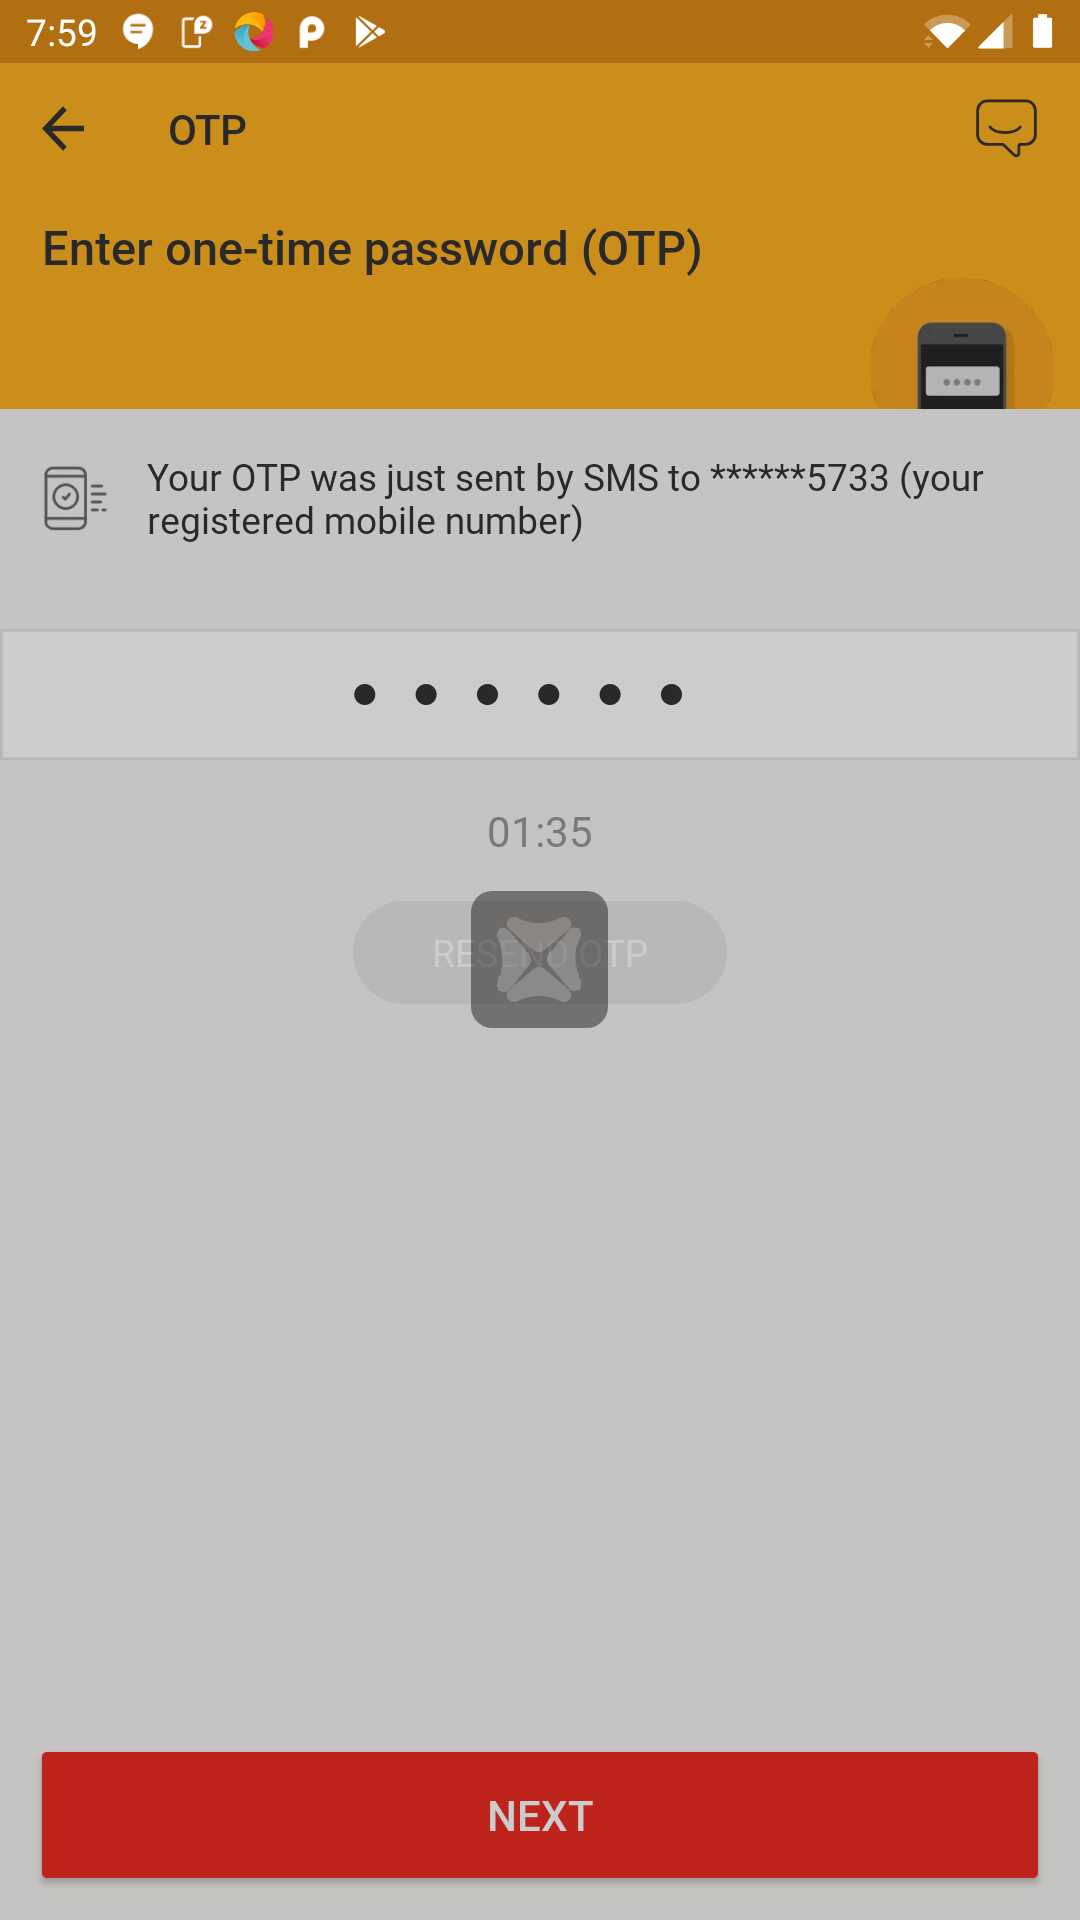 7:59
OTP
Enter one-time password (OTP)
Your OTP was just sent by SMS to ******5733 (your
registered mobile number)
01:35
RESEND OTP
NEXT